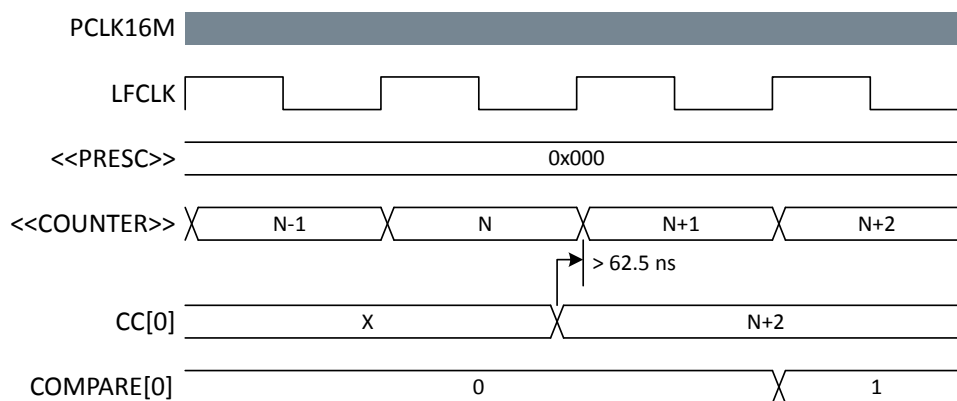 PCLK16M
LFCLK
<<PRESC>> 0x000
<<COUNTER>> N-1 N N+1 N+2
> 62.5 ns
CC[0] X N+2
COMPARE[0] 0 1